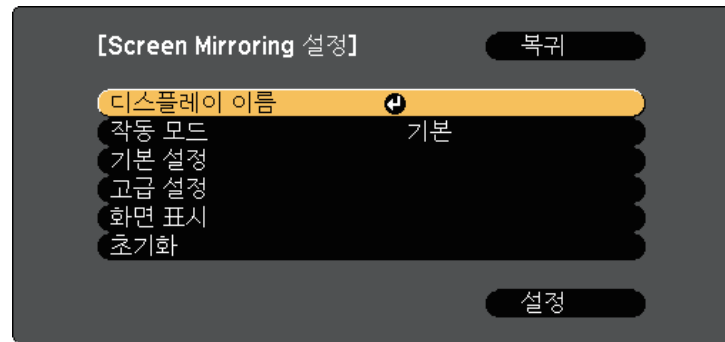 [Screen Mirroring 설정] 복귀
디스플레이 이름
작동 모드 기본
기본 설정
고급 설정
화면 표시
초기화
설정